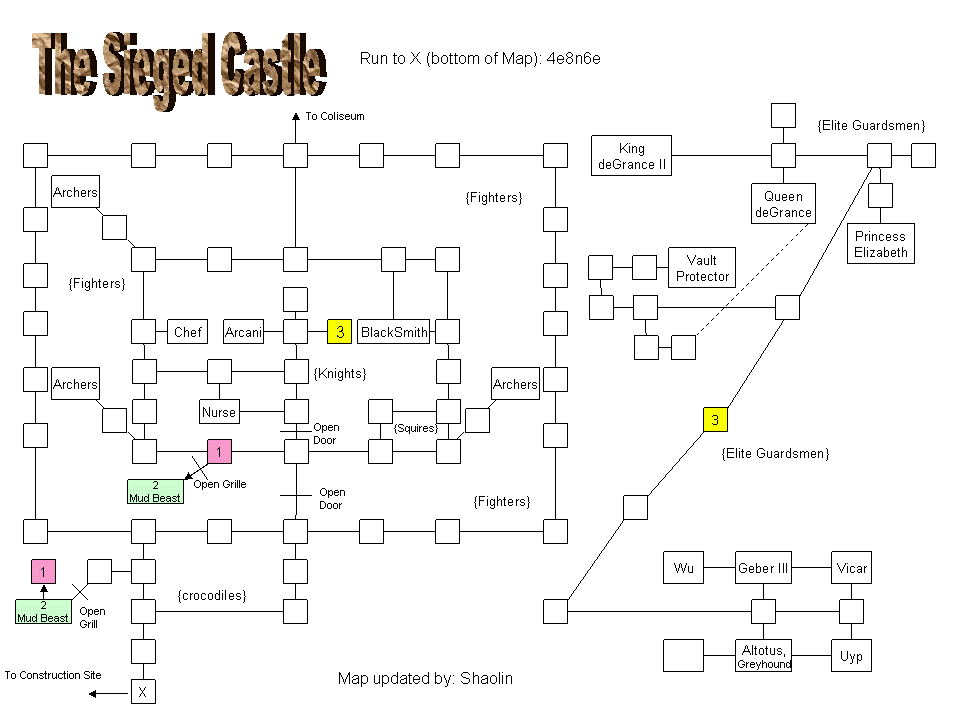 The Sieged Castle
Run to X (bottom of Map): 4e8n6e
To Coliseum
{Elite Guardsmen}
King
deGrance II
Archers
{Fighters}
Queen
deGrance
Princess
Elizabeth
Vault
Protector
{Fighters}
Chef
Arcani
3
BlackSmith
{Knights}
Archers
Archers
Nurse
{Squires}
Open
Door
3
1
{Elite Guardsmen}
Open Grille
2
Mud Beast
Open
Door
{Fighters}
1
Wu
Geber III
Vicar
{crocodiles}
2
Mud Beast
Open
Grill
Altotus,
Greyhound
Uyp
To Construction Site
X
Map updated by: Shaolin